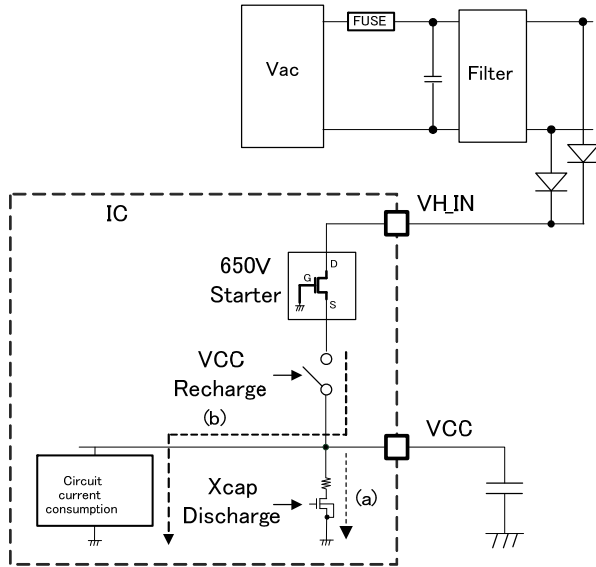 FUSE
Vac
Filter
IC
VH_IN
650V
Starter
D
G
S
VCC
Recharge
(b)
VCC
Circuit
current
consumption
Xcap
Discharge
(a)